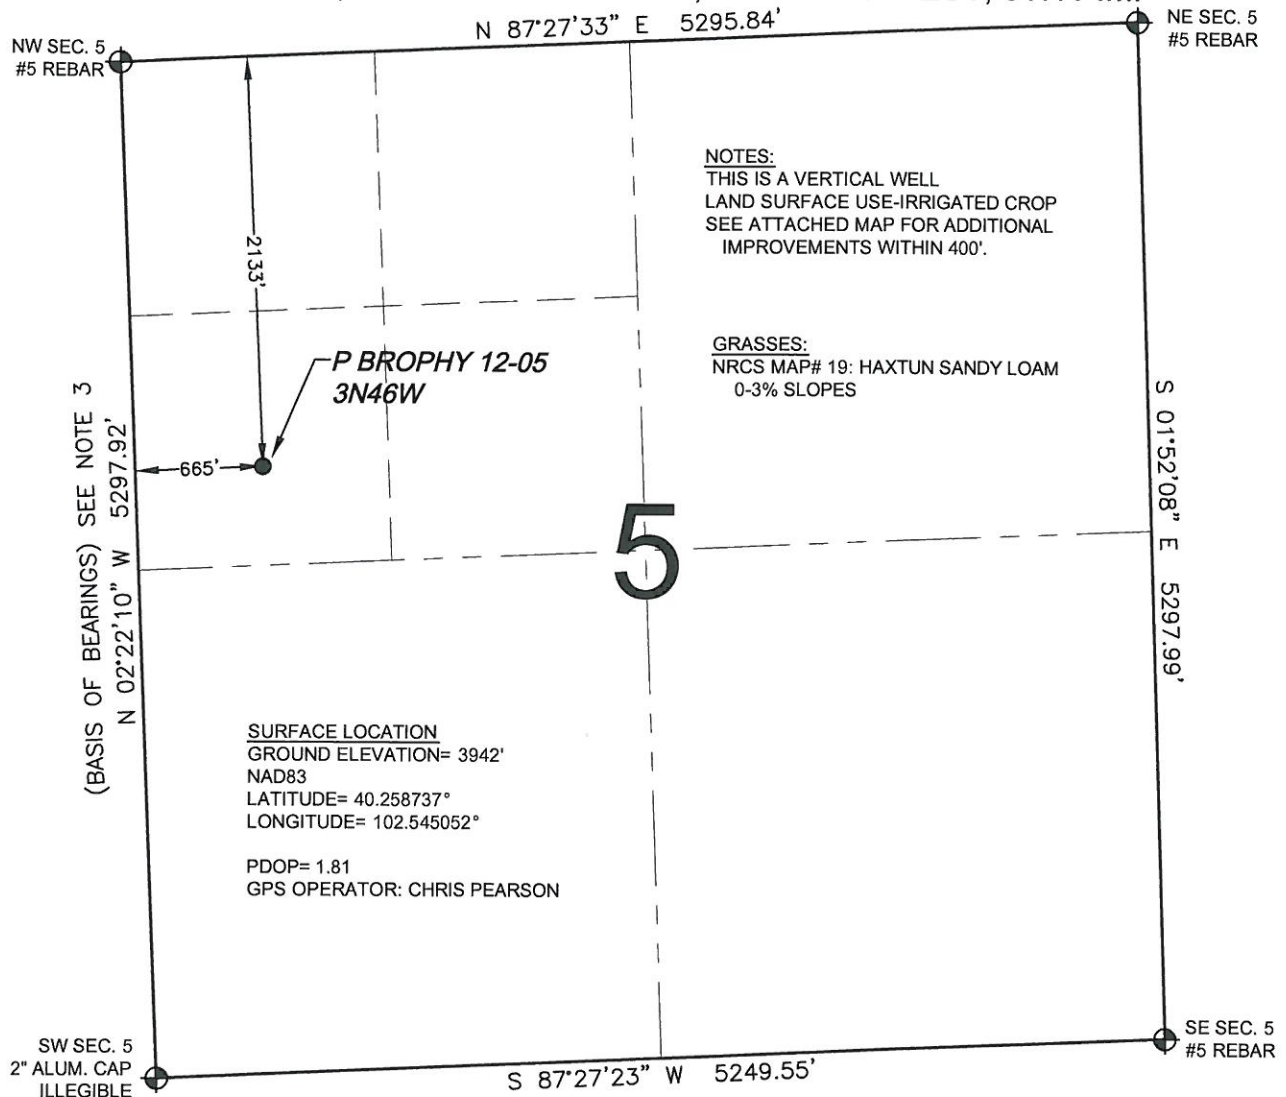 N 87°27'33" E 5295.84'
NW SEC. 5
#5 REBAR
NE SEC. 5
#5 REBAR
NOTES:
THIS IS A VERTICAL WELL
LAND SURFACE USE-IRRIGATED CROP
SEE ATTACHED MAP FOR ADDITIONAL
IMPROVEMENTS WITHIN 400'.
2133'
GRASSES:
NRCS MAP# 19: HAXTUN SANDY LOAM
0-3% SLOPES
P BROPHY 12-05
3N46W
665'
(BASIS OF BEARINGS) SEE NOTE 3
N 02°22'10" W 5297.92'
S 01°52'08" E 5297.99'
5
SURFACE LOCATION
GROUND ELEVATION= 3942'
NAD83
LATITUDE= 40.258737°
LONGITUDE= 102.545052°
PDOP= 1.81
GPS OPERATOR: CHRIS PEARSON
SW SEC. 5
2" ALUM. CAP
ILLEGIBLE
S 87°27'23" W 5249.55'
SE SEC. 5
#5 REBAR